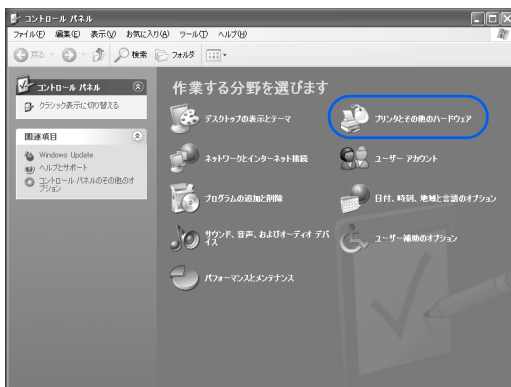 コントロール パネル
ファイル(F) 編集(E) 表示(V) お気に入り(A) ツール(T) ヘルプ(H)
戻る 検索 フォルダ
コントロール パネル
クラシック表示に切り替える
関連項目
Windows Update
ヘルプとサポート
コントロール パネルのその他のオ
プション
作業する分野を選びます
デスクトップの表示とテーマ
プリンタとその他のハードウェア
ネットワークとインターネット接続
ユーザー アカウント
プログラムの追加と削除
日付、時刻、地域と言語のオプション
サウンド、音声、およびオーディオ デバ
イス
ユーザー補助のオプション
パフォーマンスとメンテナンス